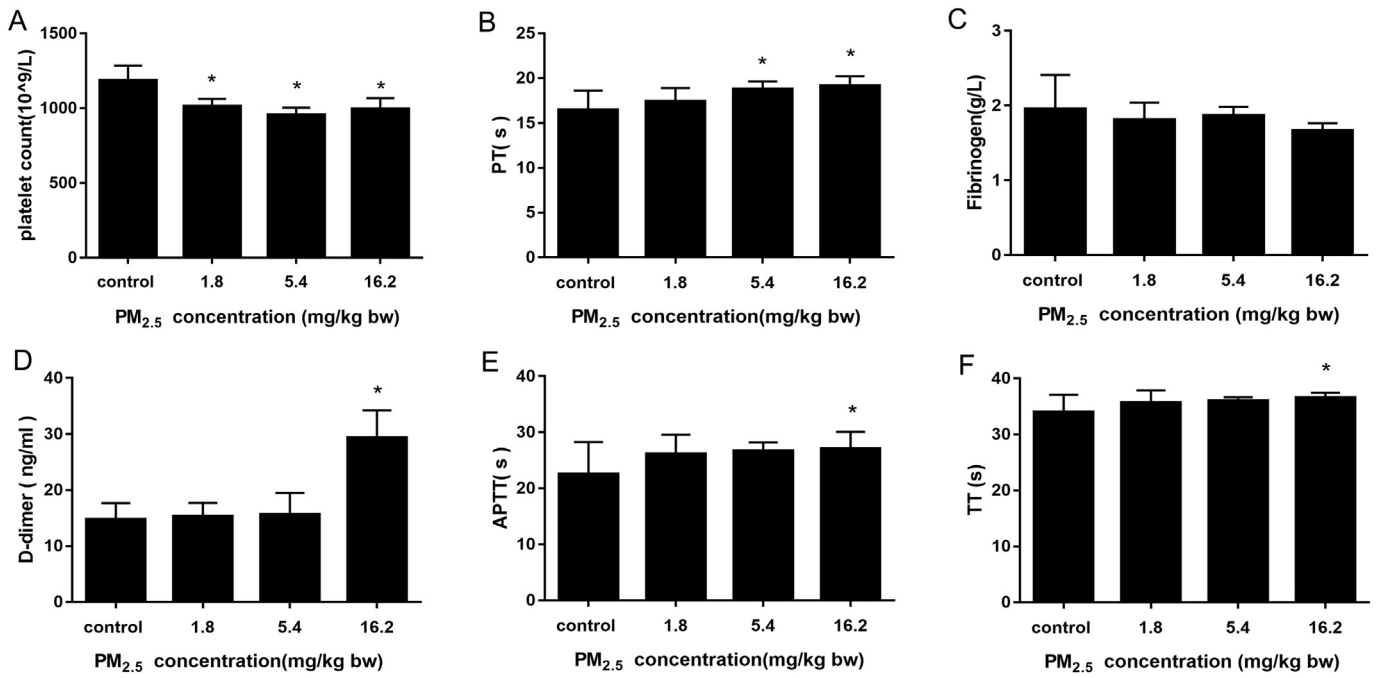 A
platelet count(10^9/L)
1500
1000
500
0
* * *
control 1.8 5.4 16.2
PM2.5 concentration (mg/kg bw)
B
PT( s )
25
20
15
10
5
0
* *
control 1.8 5.4 16.2
PM2.5 concentration(mg/kg bw)
C
Fibrinogen(g/L)
3
2
1
0
control 1.8 5.4 16.2
PM2.5 concentration (mg/kg bw)
D
D-dimer ( ng/ml )
40
30
20
10
0
*
control 1.8 5.4 16.2
PM2.5 concentration(mg/kg bw)
E
APTT( s )
40
30
20
10
0
*
control 1.8 5.4 16.2
PM2.5 concentration(mg/kg bw)
F
TT (s)
40
30
20
10
0
*
control 1.8 5.4 16.2
PM2.5 concentration (mg/kg bw)